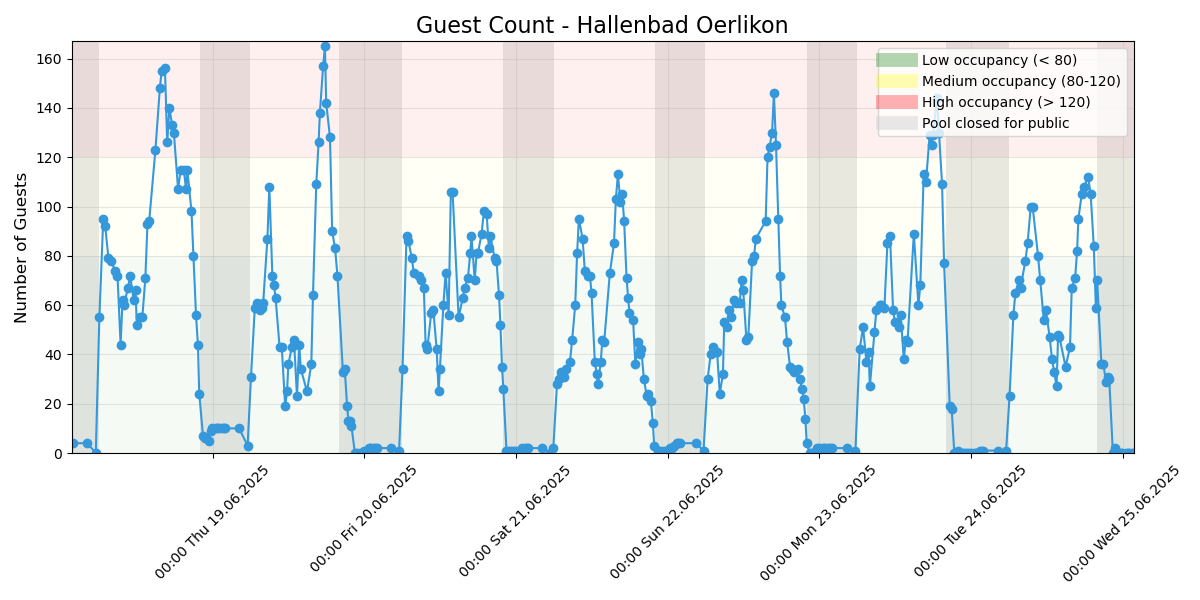 Guest Count - Hallenbad Oerlikon
Number of Guests
160
140
120
100
80
60
40
20
0
Low occupancy (< 80)
Medium occupancy (80-120)
High occupancy (> 120)
Pool closed for public
00:00 Thu 19.06.2025
00:00 Fri 20.06.2025
00:00 Sat 21.06.2025
00:00 Sun 22.06.2025
00:00 Mon 23.06.2025
00:00 Tue 24.06.2025
00:00 Wed 25.06.2025